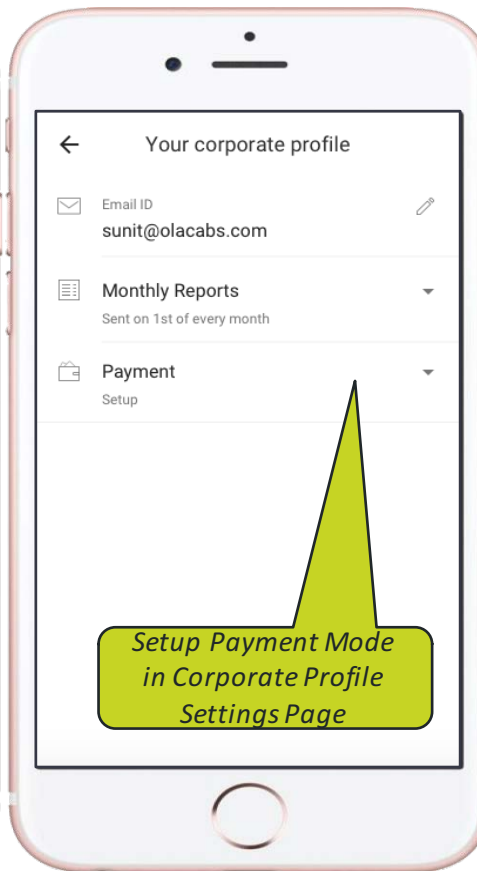 Your corporate profile
Email ID
sunit@olacabs.com
Monthly Reports
Sent on 1st of every month
Payment
Setup
Setup Payment Mode
in Corporate Profile
Settings Page